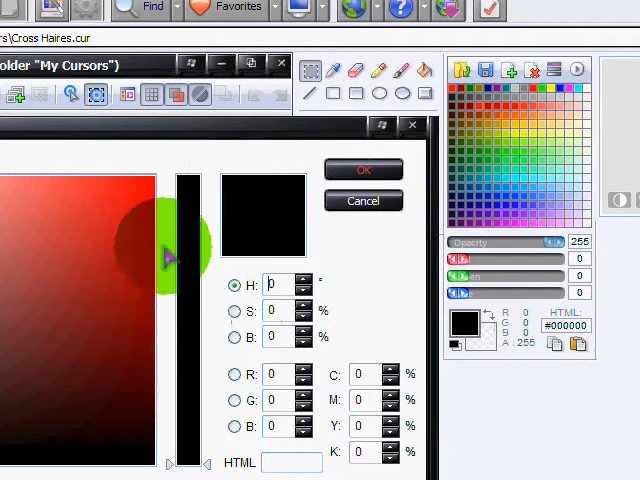 Find Favorites
rs\Cross Haires.cur
older "My Cursors")
OK
Cancel
H: 0 °
S: 0 %
B: 0 %
R: 0 C: 0 %
G: 0 M: 0 %
B: 0 Y: 0 %
K: 0 %
HTML
Opacity 255
0
en 0
0
R 0 HTML:
G 0 #000000
B 0
A : 255